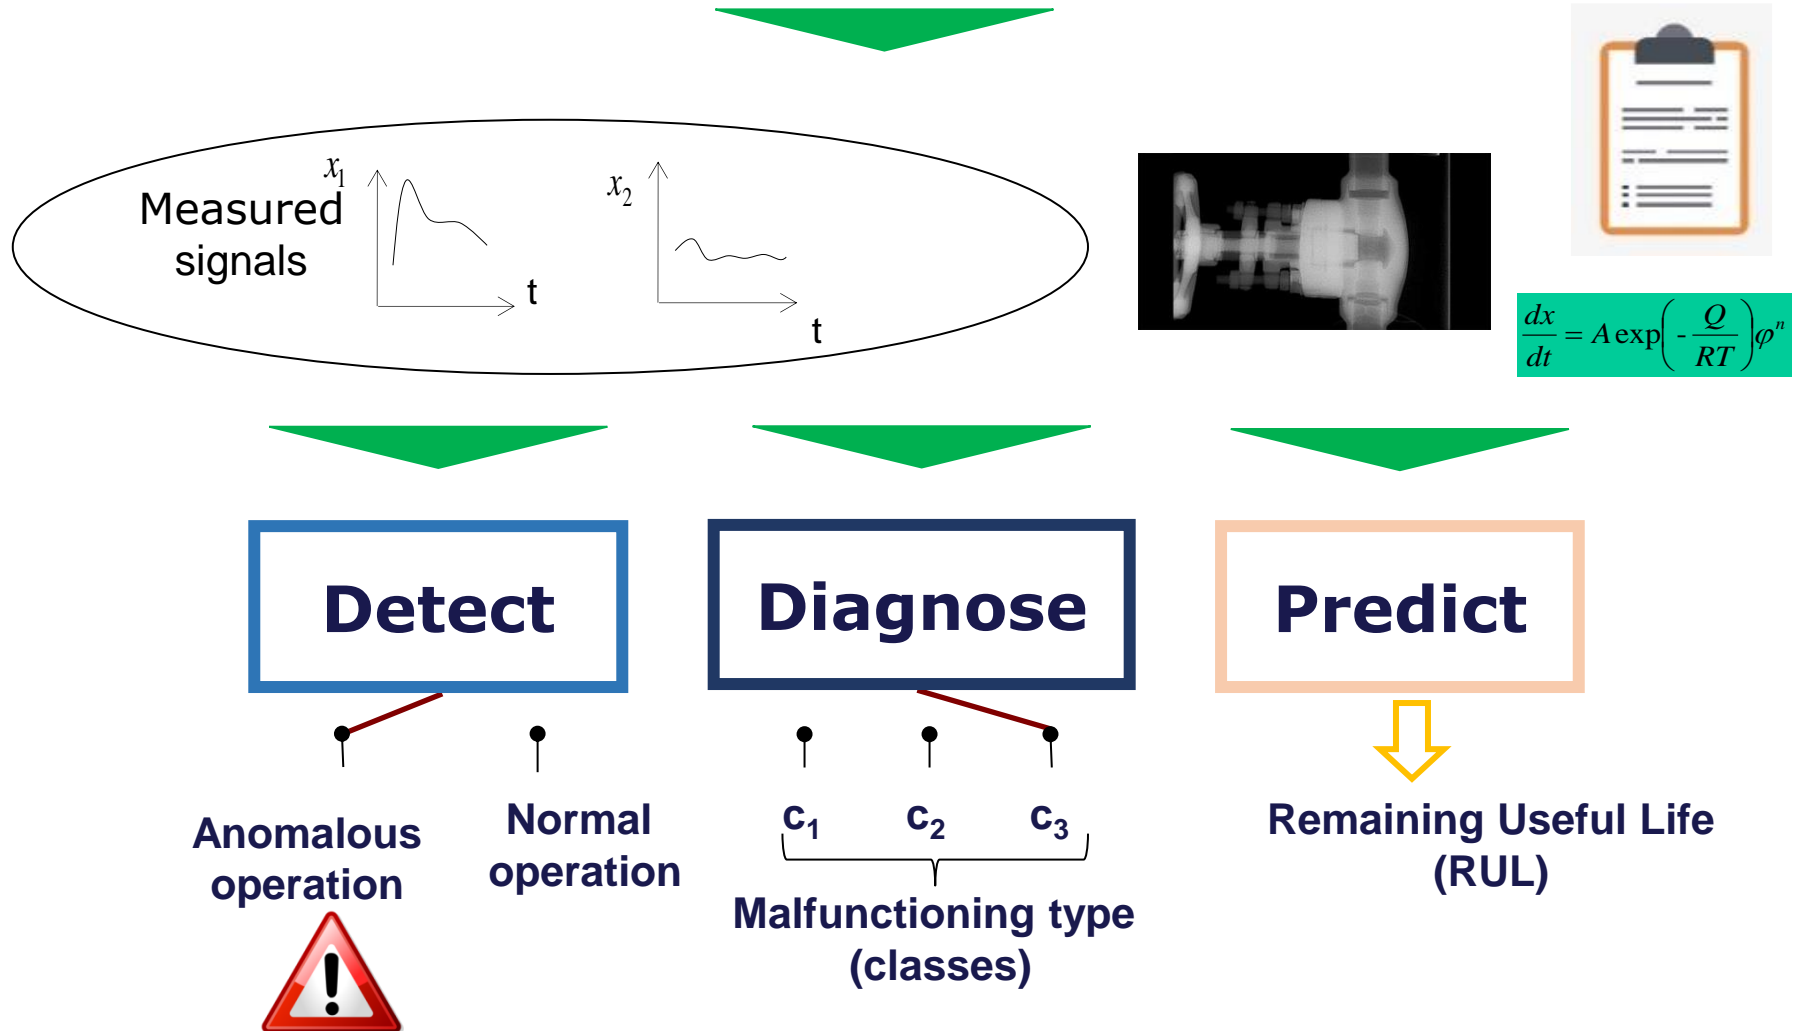 Measured
signals
x₁
t
x₂
t
dx/dt = A exp(-Q/RT)φⁿ
Detect
Diagnose
Predict
Anomalous
operation
Normal
operation
c₁ c₂ c₃
Malfunctioning type
(classes)
Remaining Useful Life
(RUL)
!